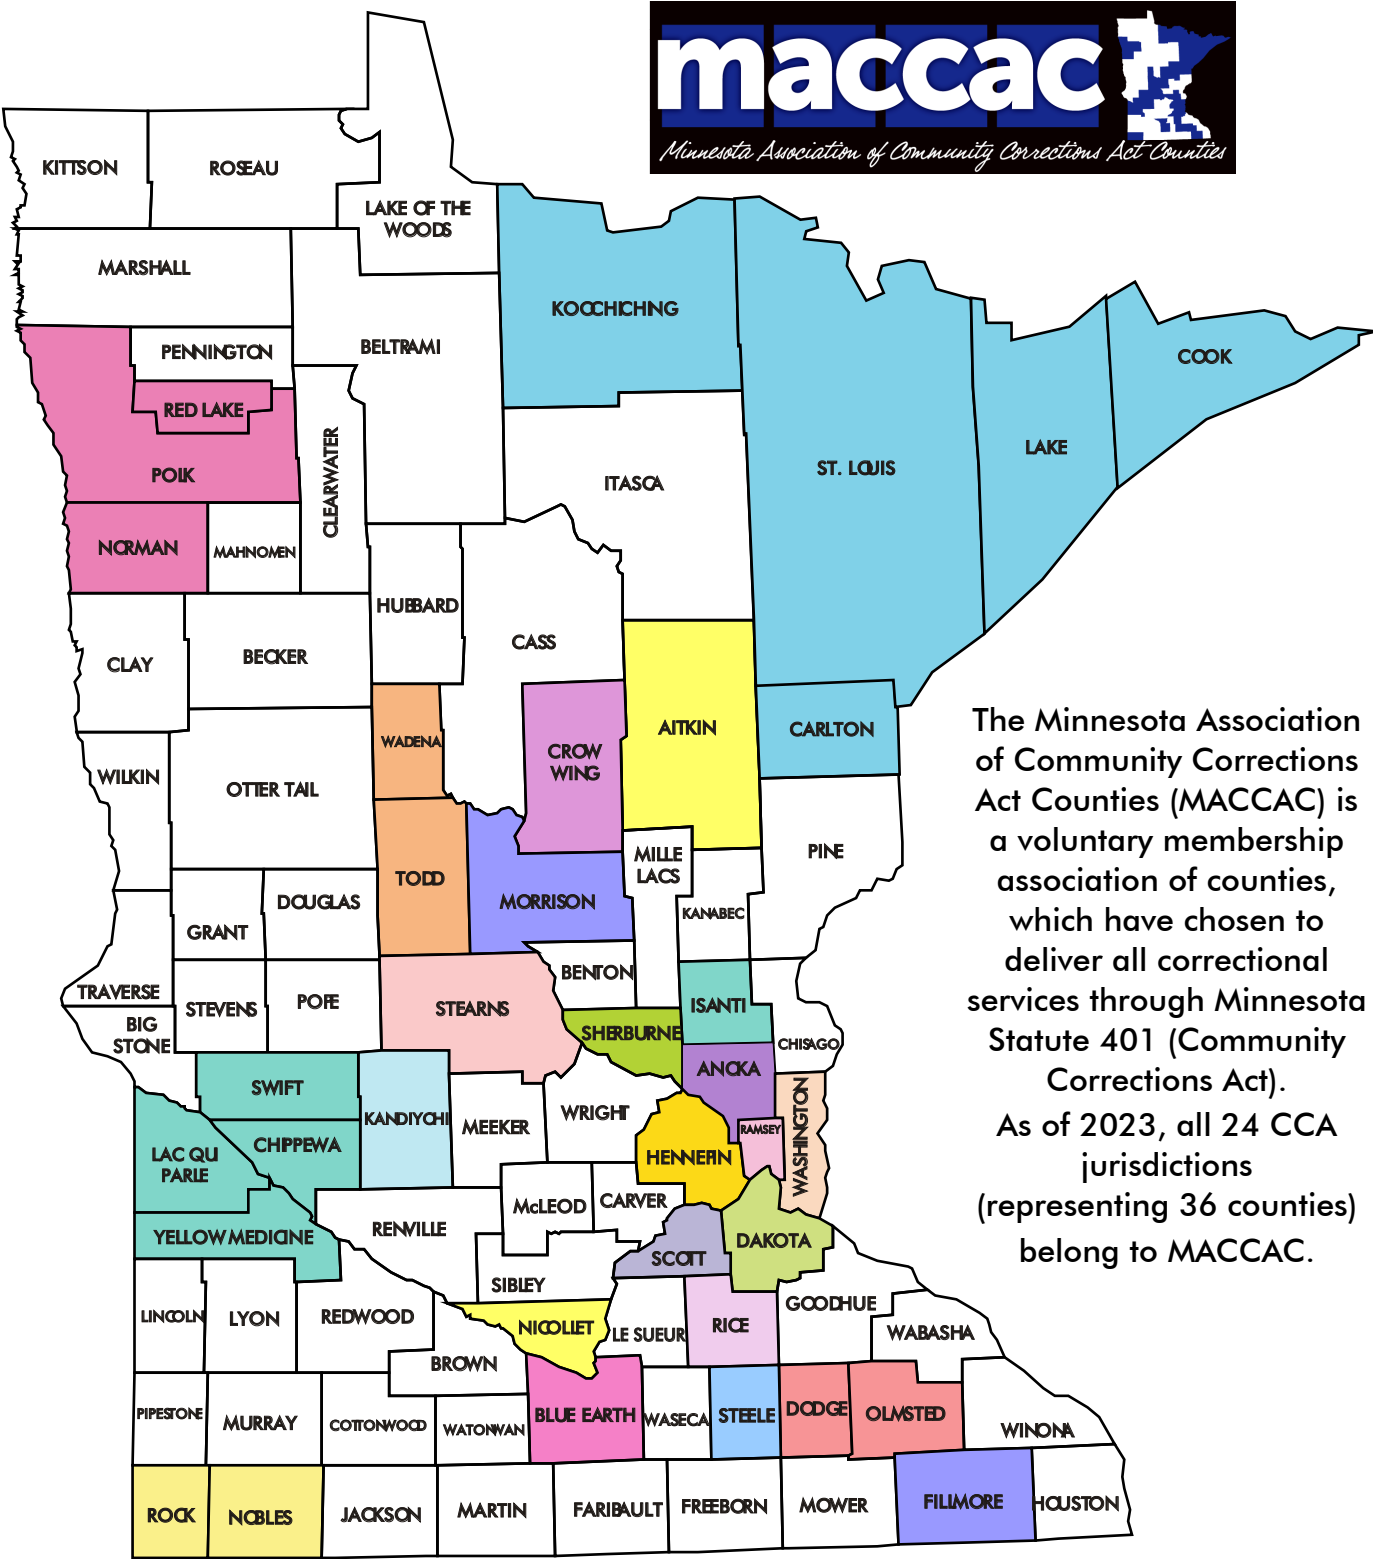 maccac
Minnesota Association of Community Corrections Act Counties
KITTSON
ROSEAU
LAKE OF THE
WOODS
MARSHALL
KOOCHICHING
PENNINGTON
BELTRAMI
COOK
RED LAKE
CLEARWATER
LAKE
ST. LOUIS
POLK
ITASCA
NORMAN
MAHNOMEN
HUBBARD
CASS
CLAY
BECKER
AITKIN
CARLTON
WADENA
CROW
WING
WILKIN
OTTER TAIL
PINE
MILLE
LACS
TODD
DOUGLAS
MORRISON
KANABEC
GRANT
BENTON
TRAVERSE
STEVENS
POPE
STEARNS
ISANTI
BIG
STONE
SHERBURNE
CHISAGO
ANOKA
SWIFT
KANDIYOHI
MEEKER
WRIGHT
RAMSEY
WASHINGTON
CHIPPEWA
LAC QUI
PARLE
HENNEPIN
McLEOD
CARVER
YELLOW MEDICINE
RENVILLE
DAKOTA
SCOTT
SIBLEY
LINCOLN
LYON
REDWOOD
NICOLLET
LE SUEUR
RICE
GOODHUE
WABASHA
BROWN
PIPESTONE
MURRAY
COTTONWOOD
WATONWAN
BLUE EARTH
WASECA
STEELE
DODGE
OLMSTED
WINONA
ROCK
NOBLES
JACKSON
MARTIN
FARIBAULT
FREEBORN
MOWER
FILLMORE
HOUSTON
The Minnesota Association
of Community Corrections
Act Counties (MACCAC) is
a voluntary membership
association of counties,
which have chosen to
deliver all correctional
services through Minnesota
Statute 401 (Community
Corrections Act).
As of 2023, all 24 CCA
jurisdictions
(representing 36 counties)
belong to MACCAC.